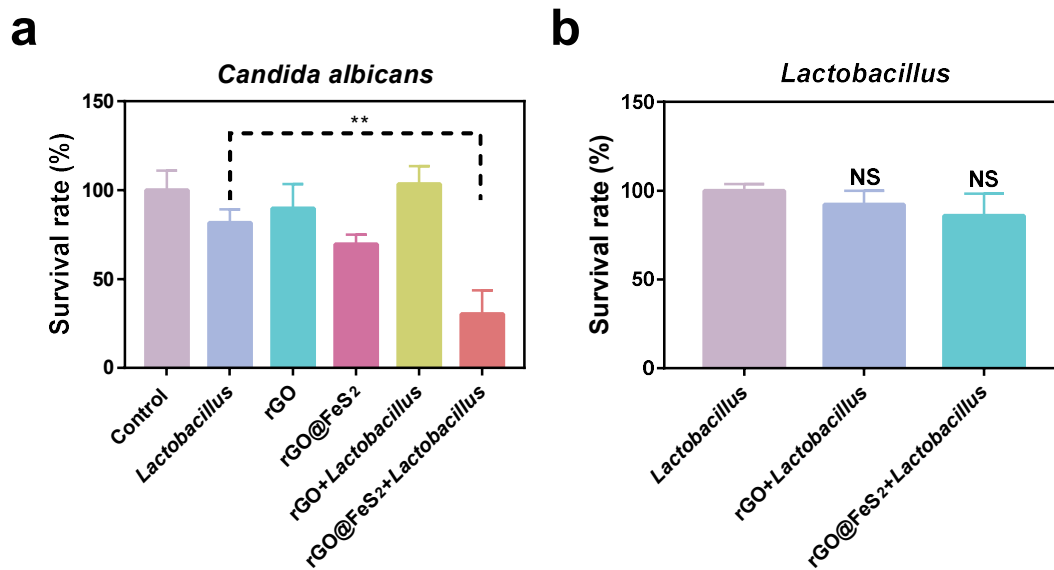 a
Candida albicans
Survival rate (%)
150
100
50
0
**
Control
Lactobacillus
rGO
rGO@FeS₂
rGO+Lactobacillus
rGO@FeS₂+Lactobacillus
b
Lactobacillus
Survival rate (%)
150
100
50
0
NS
NS
Lactobacillus
rGO+Lactobacillus
rGO@FeS₂+Lactobacillus